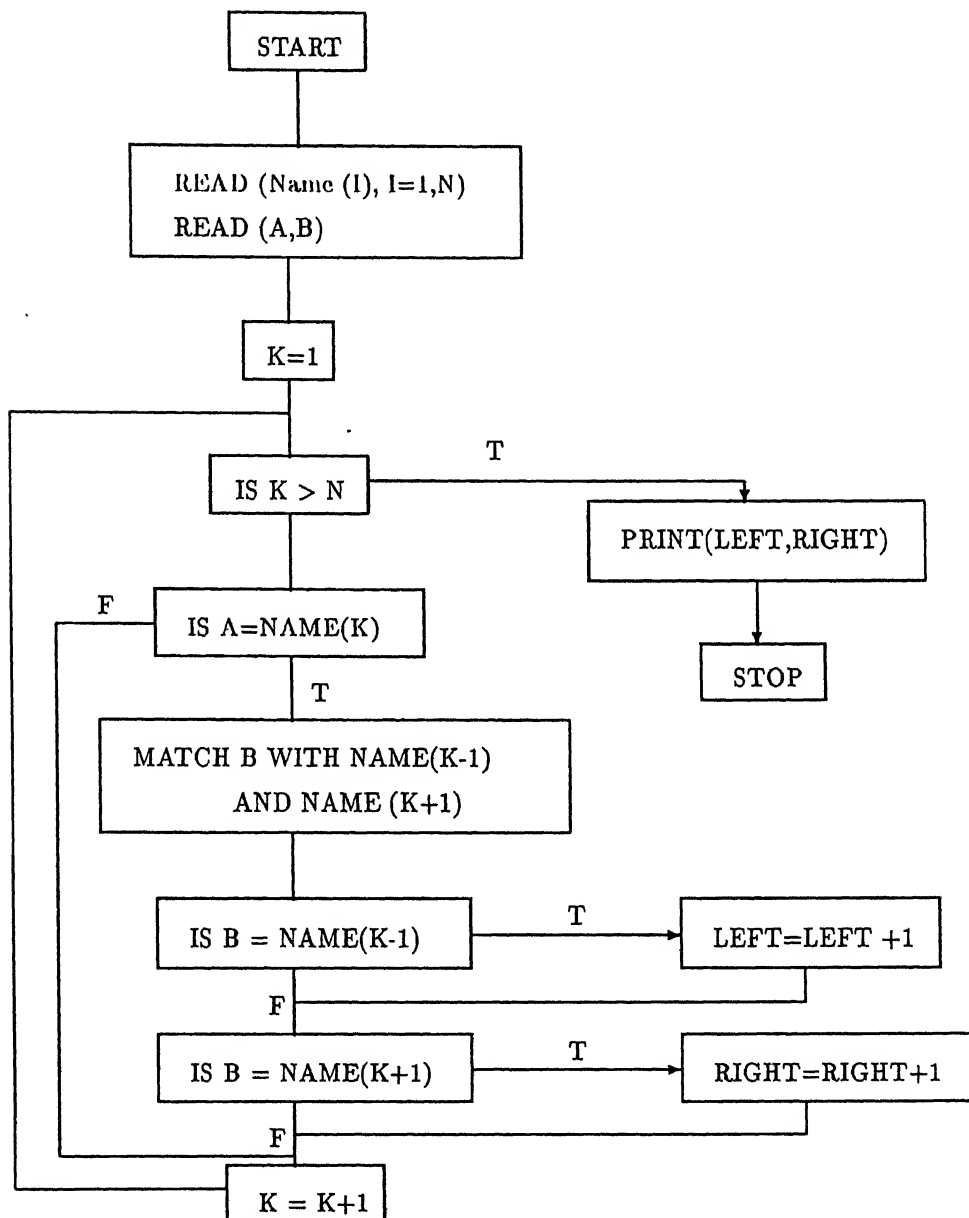 START
READ (Name (I), I=1,N)
READ (A,B)
K=1
T
IS K > N
PRINT(LEFT,RIGHT)
F
IS A=NAME(K)
STOP
T
MATCH B WITH NAME(K-1)
AND NAME (K+1)
T
IS B = NAME(K-1)
LEFT=LEFT +1
F
T
IS B = NAME(K+1)
RIGHT=RIGHT+1
F
K = K+1